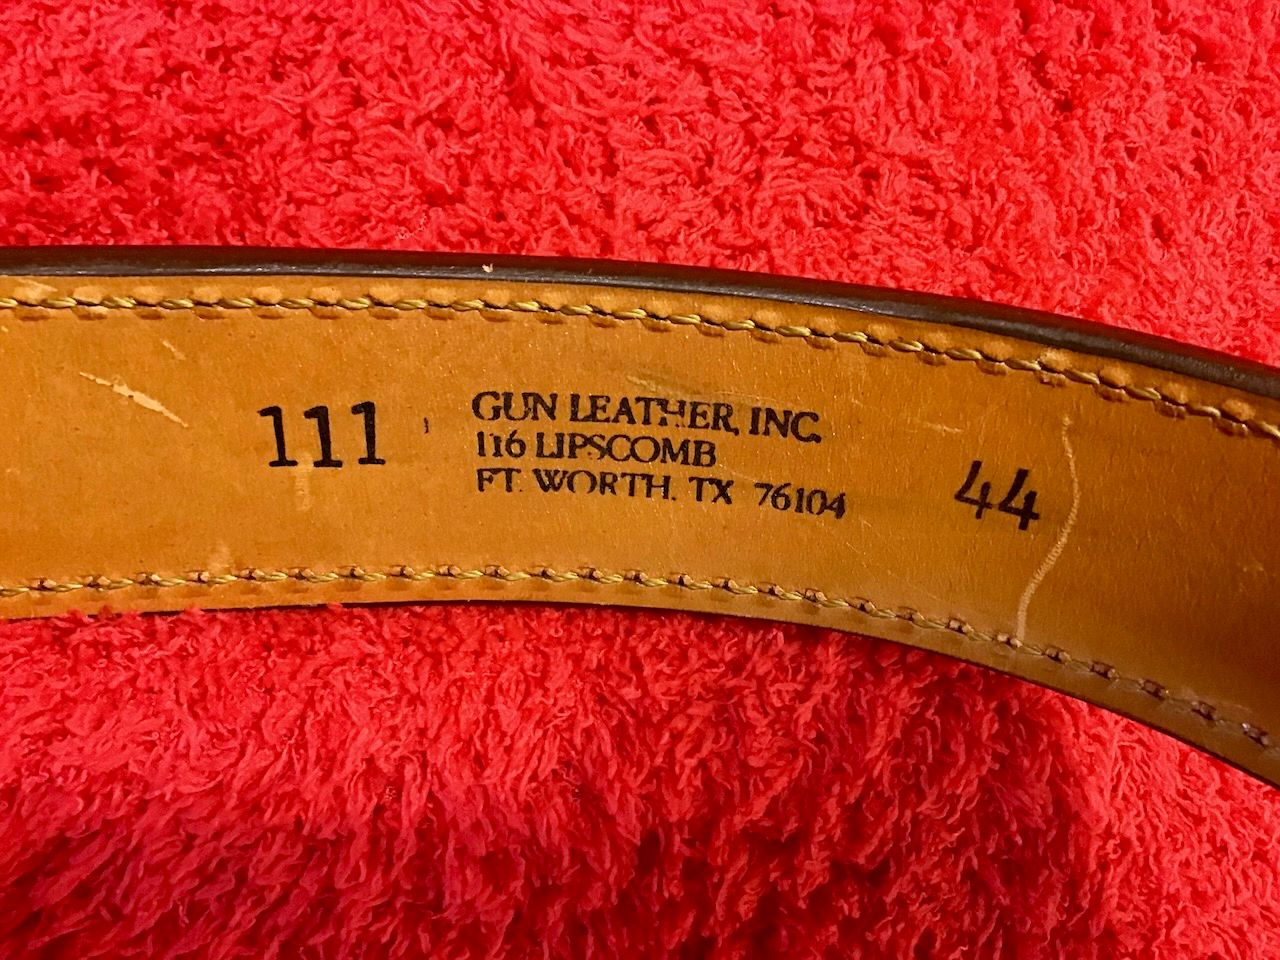 111
GUN LEATHER, INC.
116 LIPSCOMB
FT. WORTH, TX 76104
44